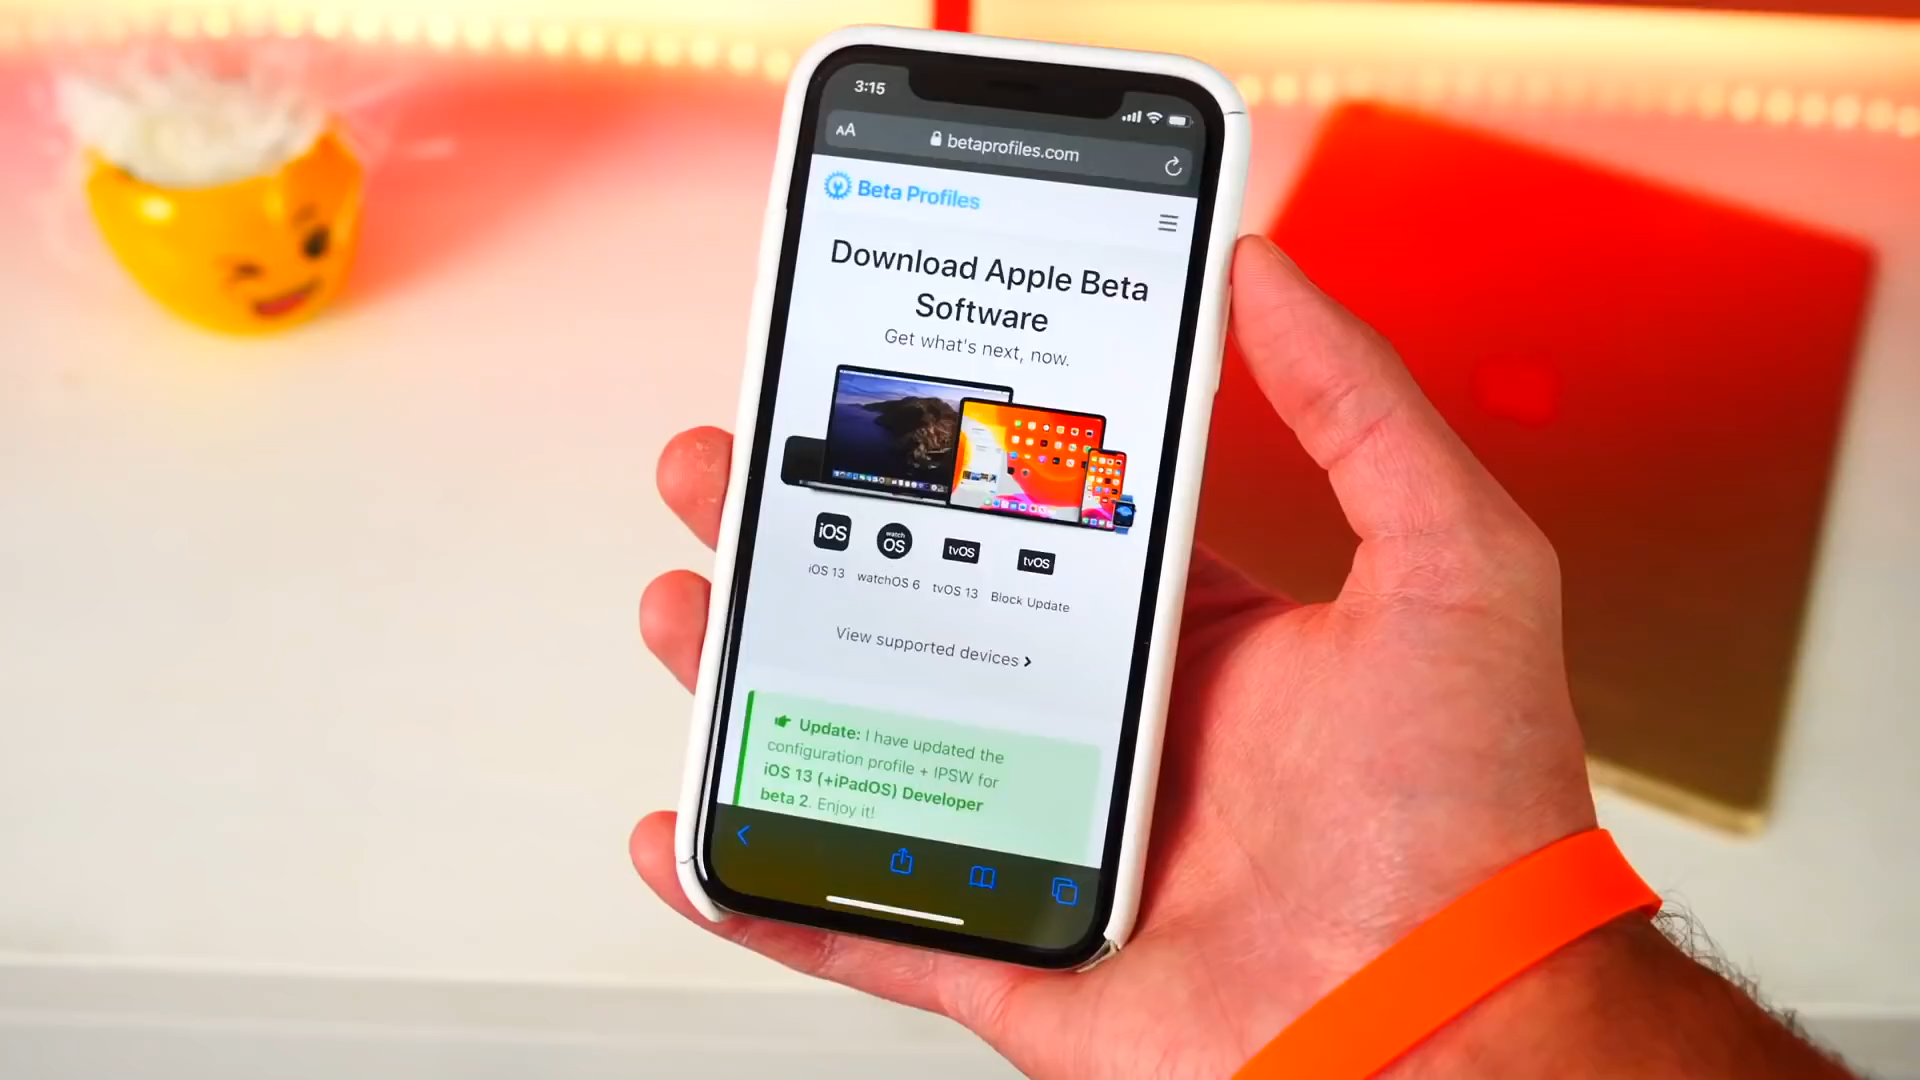 3:15
AA betaprofiles.com
Beta Profiles
Download Apple Beta
Software
Get what's next, now.
iOS watch OS tvOS tvOS
iOS 13 watchOS 6 tvOS 13 Block Update
View supported devices
Update: I have updated the
configuration profile + IPSW for
iOS 13 (+iPadOS) Developer
beta 2. Enjoy it!